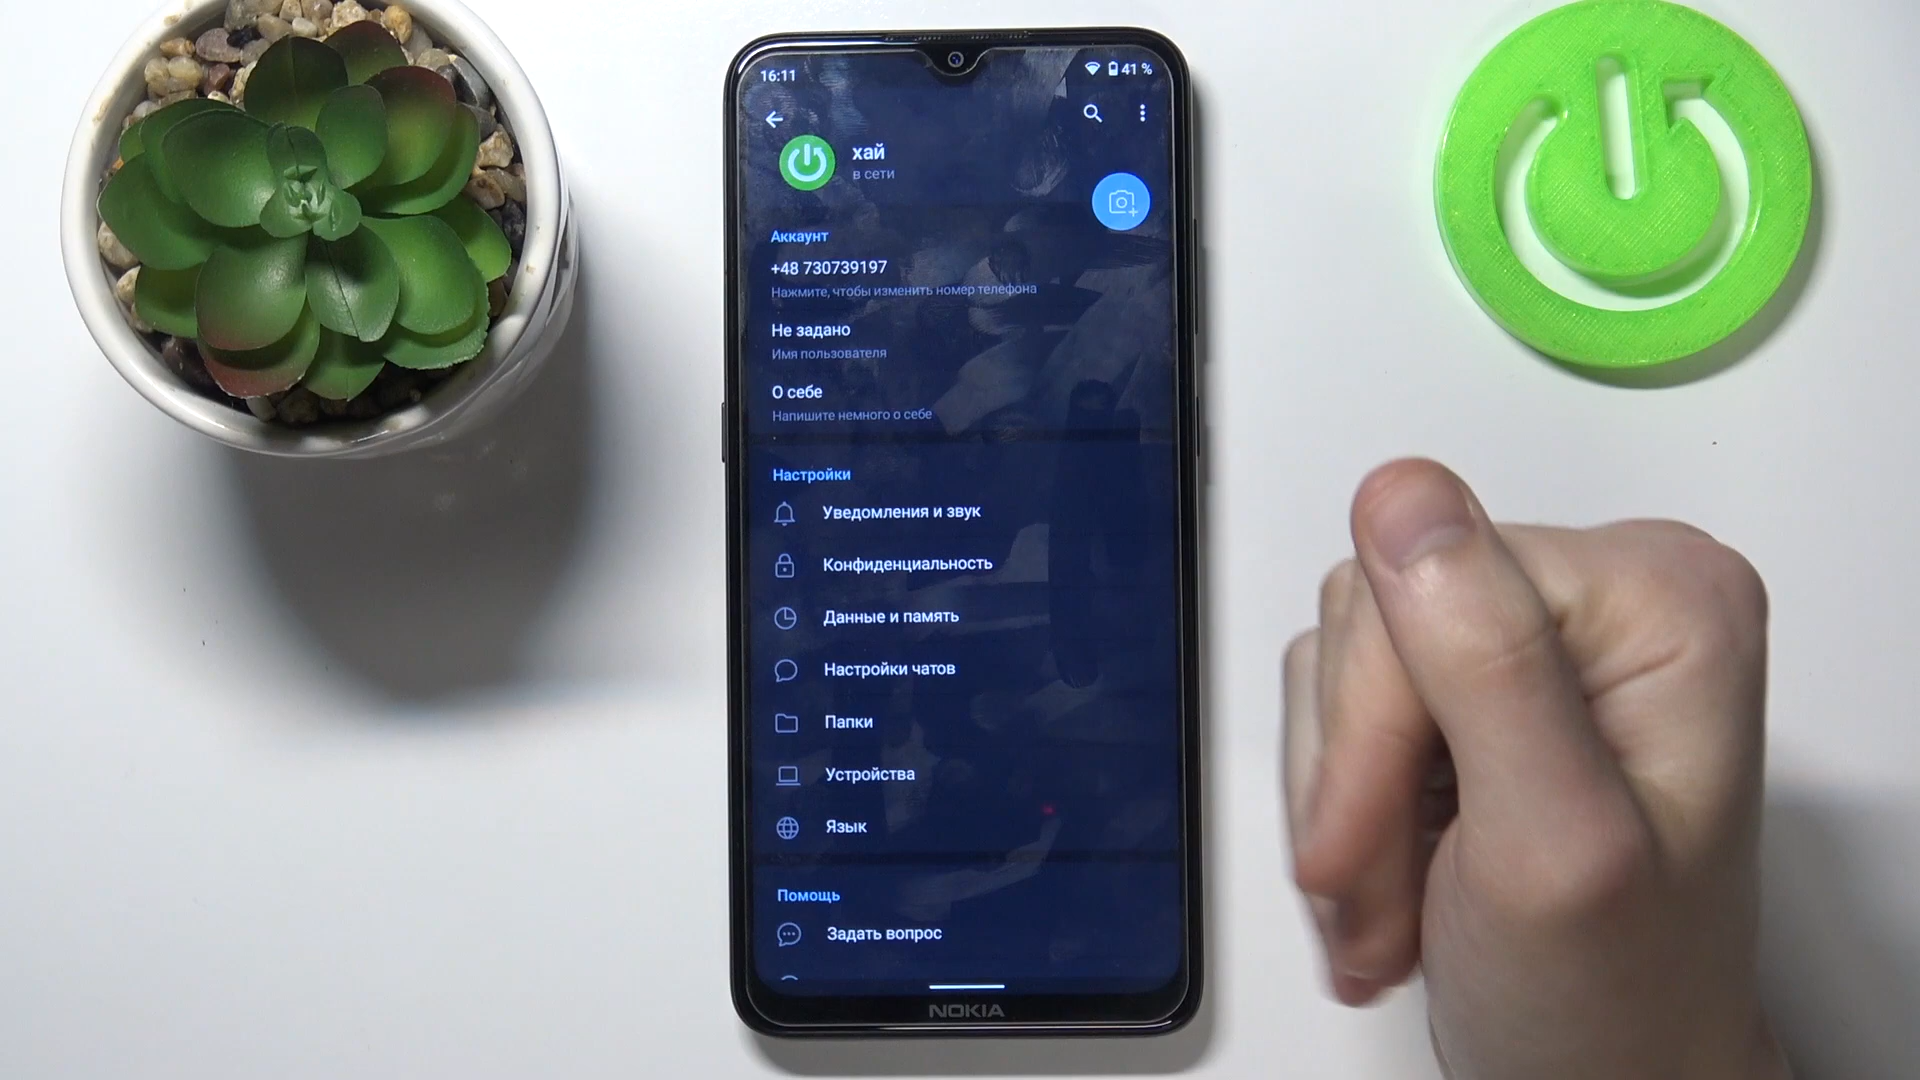 16:11
41 %
хай
в сети
Аккаунт
+48 730739197
Нажмите, чтобы изменить номер телефона
Не задано
Имя пользователя
О себе
Напишите немного о себе
Настройки
Уведомления и звук
Конфиденциальность
Данные и память
Настройки чатов
Папки
Устройства
Язык
Помощь
Задать вопрос
NOKIA